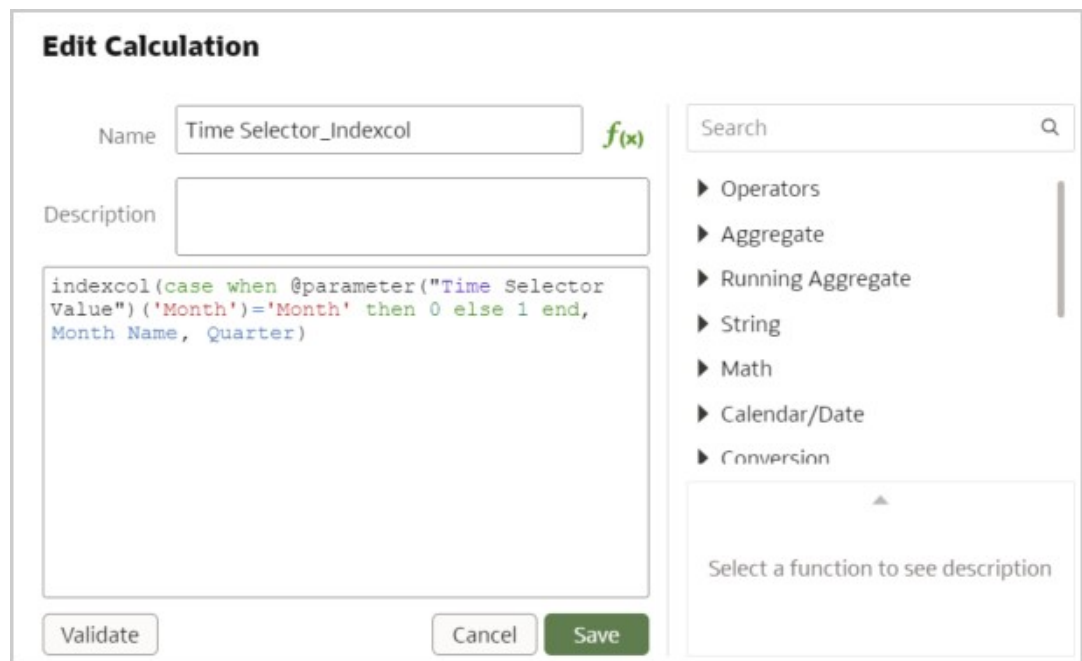 Edit Calculation
Name
Time Selector_Indexcol
f(x)
Description
indexcol(case when @parameter("Time Selector
Value")('Month')='Month' then 0 else 1 end,
Month Name, Quarter)
Validate
Cancel
Save
Search
Operators
Aggregate
Running Aggregate
String
Math
Calendar/Date
Conversion
Select a function to see description